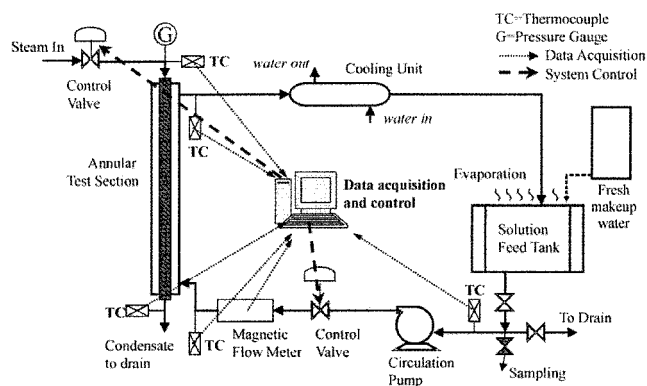 TC=Thermocouple
G=Pressure Gauge
Data Acquisition
System Control
Steam In
G
TC
Control
Valve
water out
Cooling Unit
water in
TC
Annular
Test Section
Data acquisition
and control
Evaporation
Fresh
makeup
water
Solution
Feed Tank
TC
TC
Condensate
to drain
TC
Magnetic
Flow Meter
Control
Valve
Circulation
Pump
To Drain
Sampling